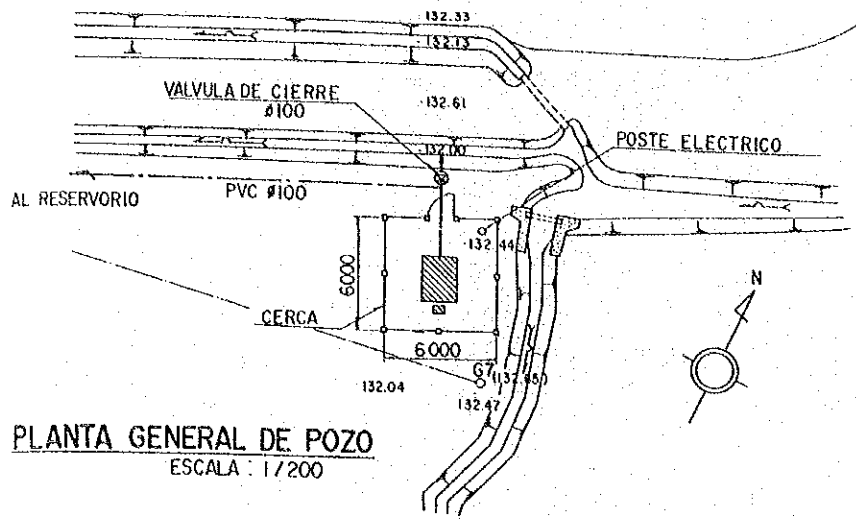 132.33
132.13
VALVULA DE CIERRE
ø100
132.61
132.00
POSTE ELECTRICO
AL RESERVORIO
PVC ø100
132.44
6000
CERCA
6000
N
G7
132.04
132.47
PLANTA GENERAL DE POZO
ESCALA : 1/200